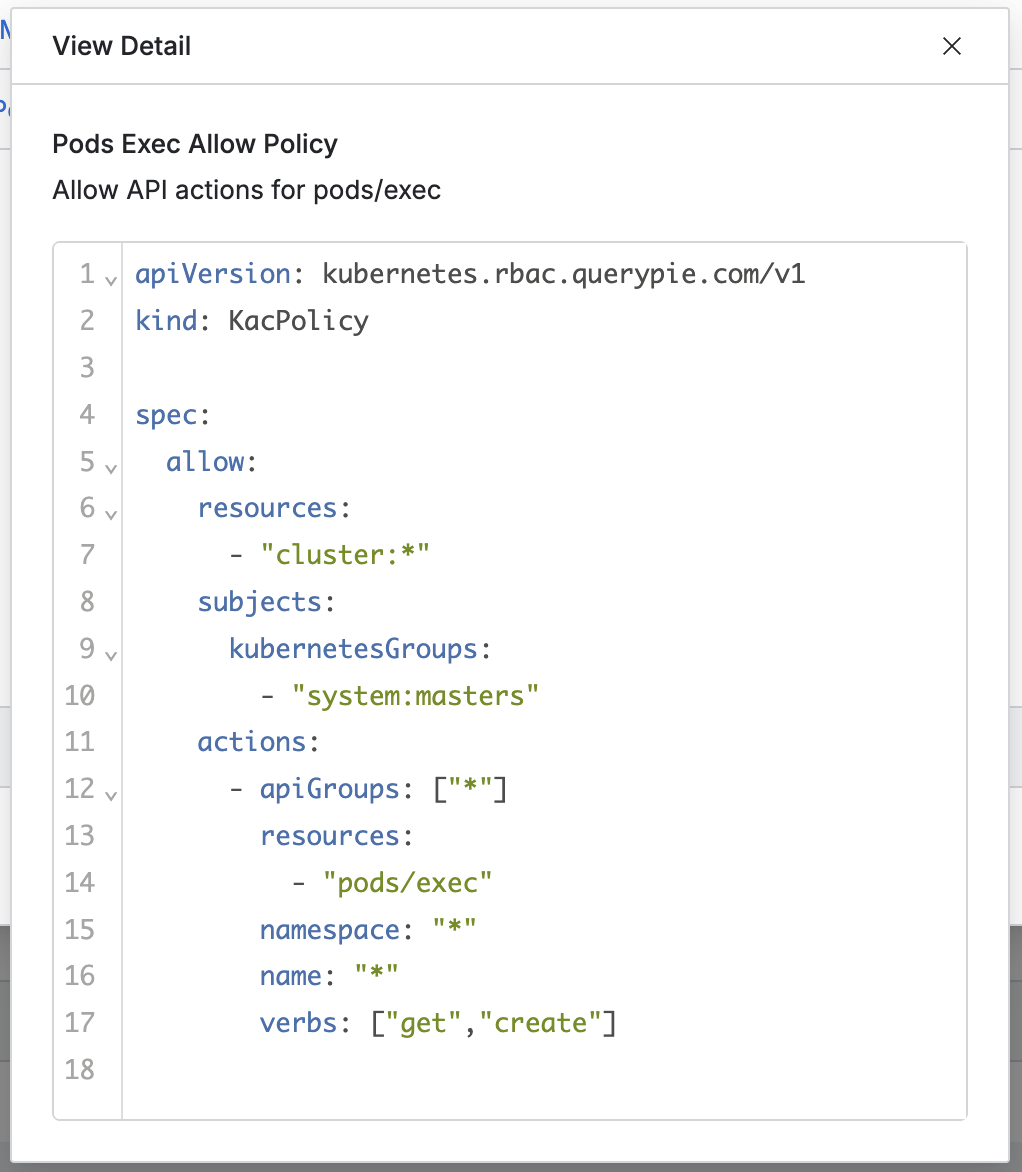 View Detail
Pods Exec Allow Policy
Allow API actions for pods/exec
1 apiVersion: kubernetes.rbac.querypie.com/v1
2 kind: KacPolicy
3
4 spec:
5   allow:
6     resources:
7       - "cluster:*"
8     subjects:
9       kubernetesGroups:
10         - "system:masters"
11     actions:
12       - apiGroups: ["*"]
13         resources:
14           - "pods/exec"
15         namespace: "*"
16         name: "*"
17         verbs: ["get","create"]
18